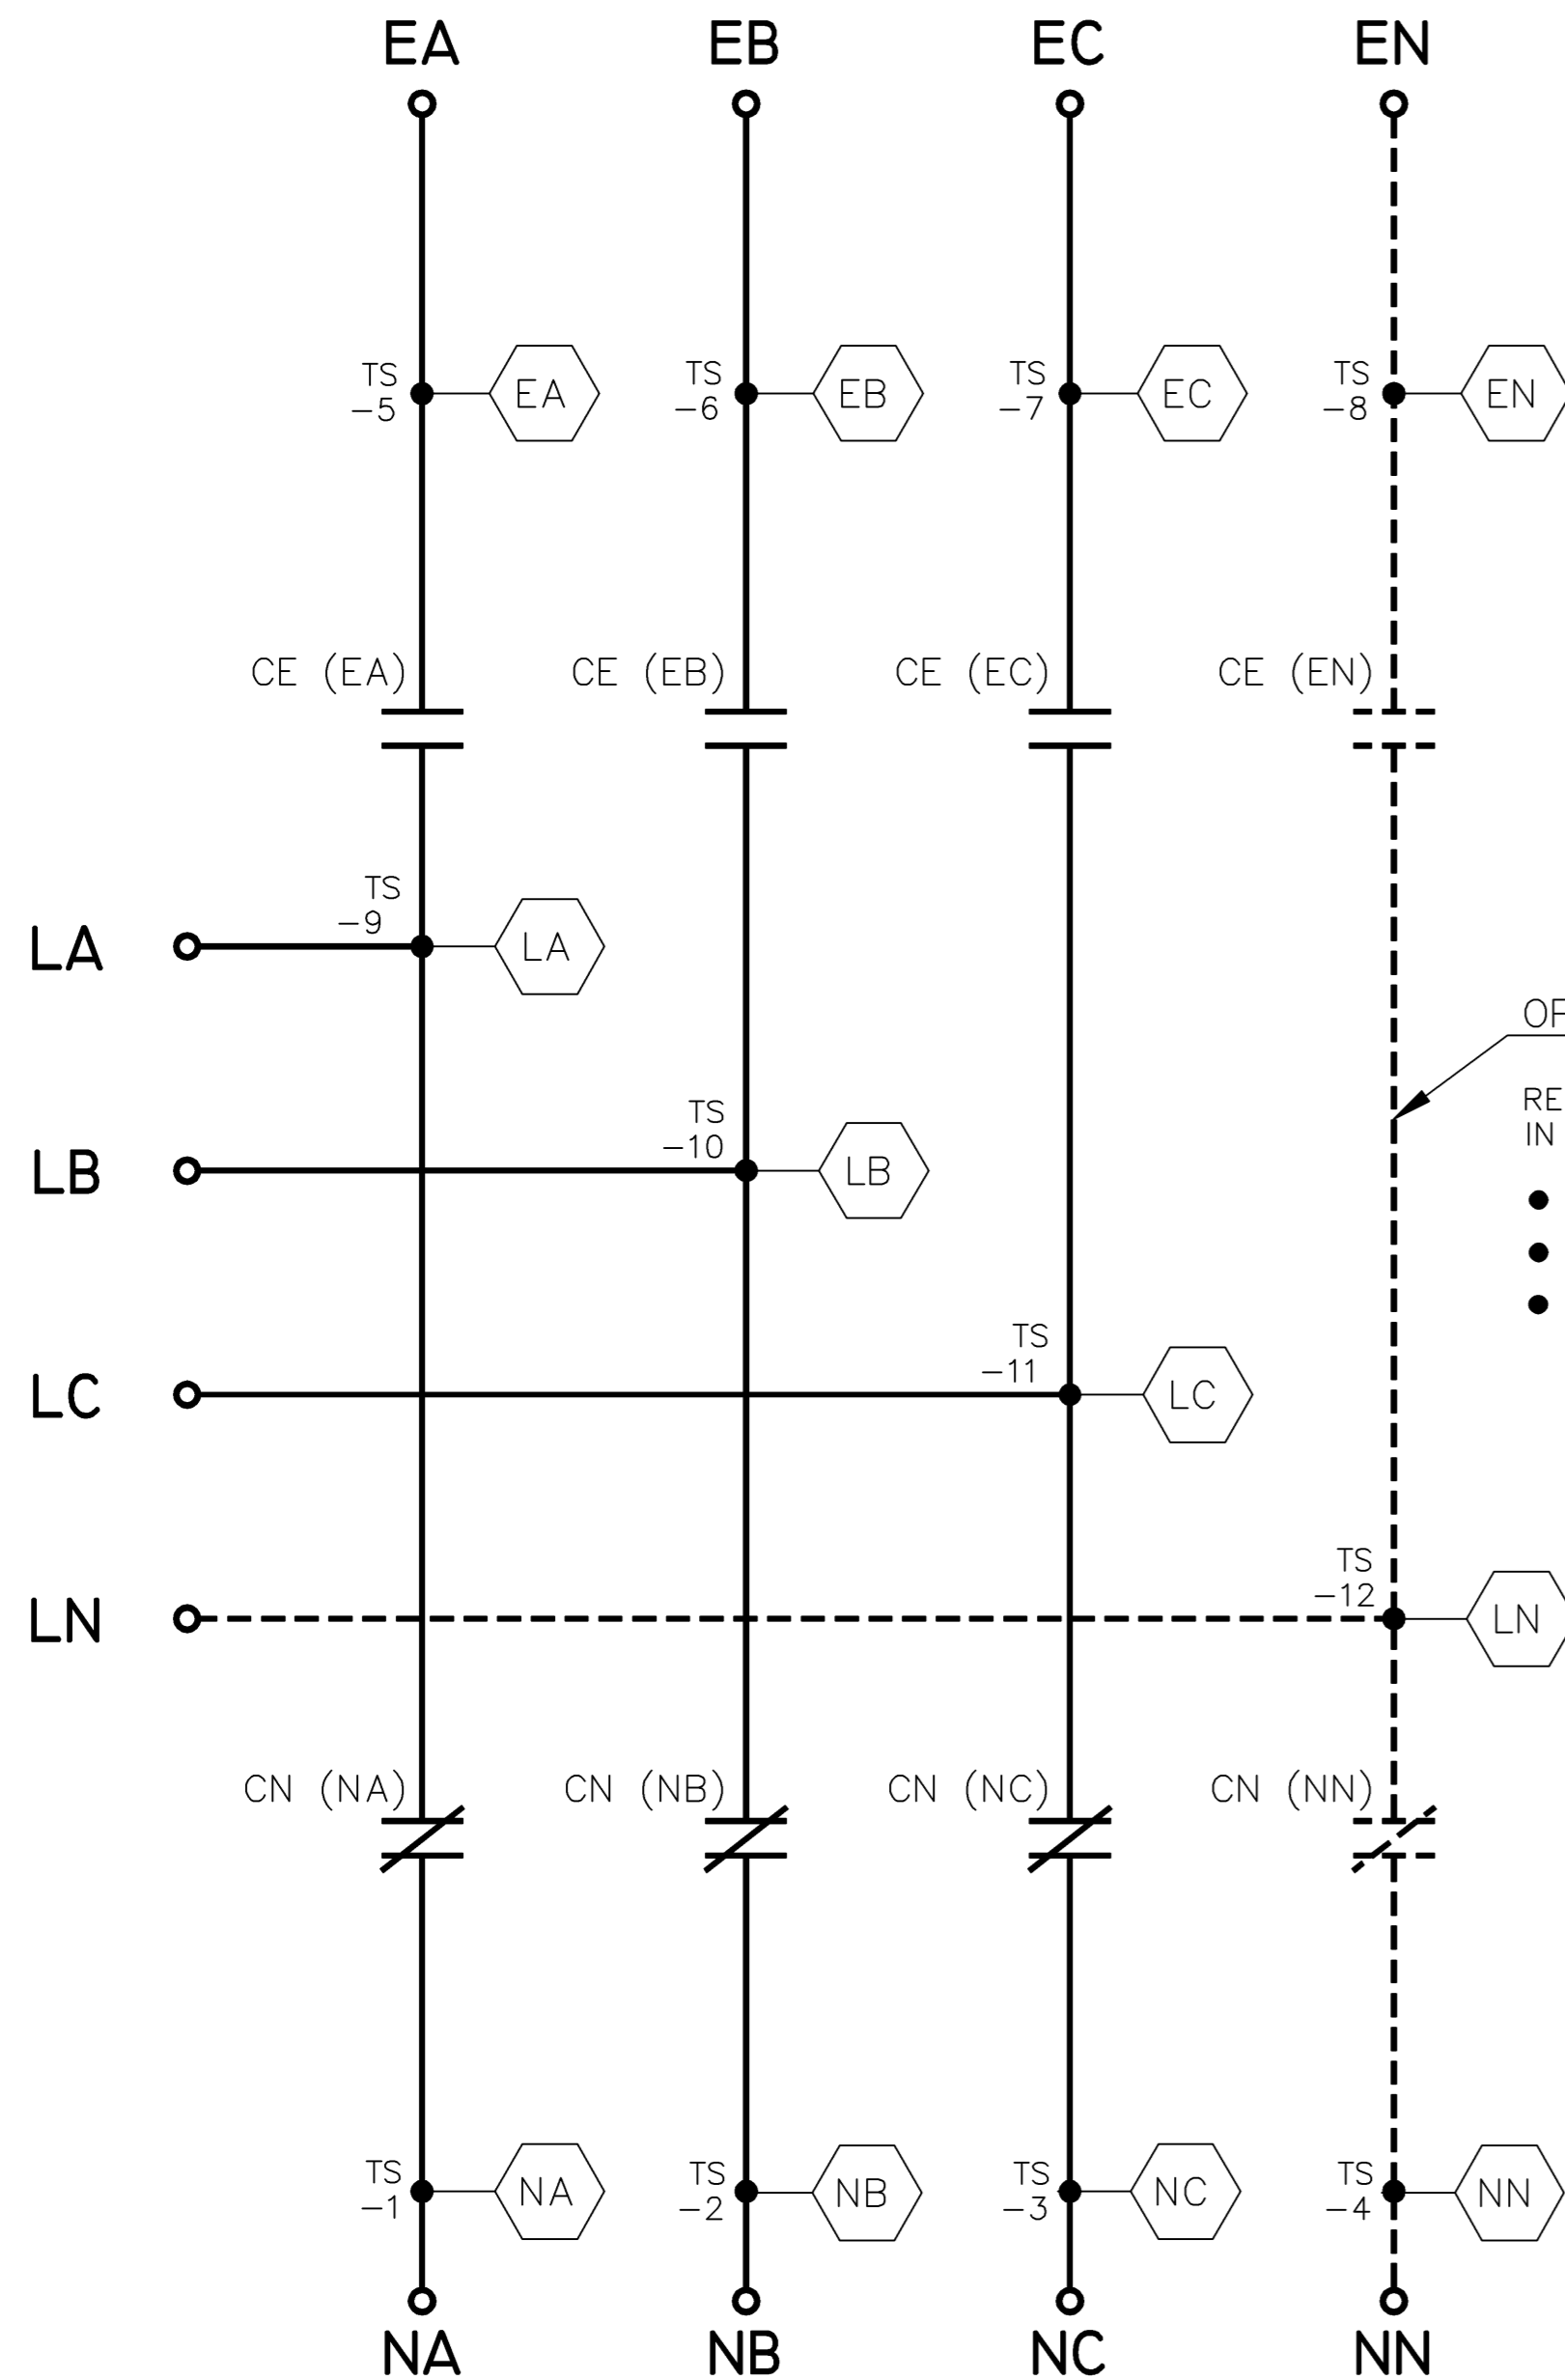 EA EB EC EN
TS TS TS TS
-5 EA -6 EB -7 EC -8 EN
CE (EA) CE (EB) CE (EC) CE (EN)
TS
-9
LA LA
OP
RE
IN
TS
-10
LB LB
TS
-11
LC LC
TS
-12
LN LN
CN (NA) CN (NB) CN (NC) CN (NN)
TS TS TS TS
-1 NA -2 NB -3 NC -4 NN
NA NB NC NN